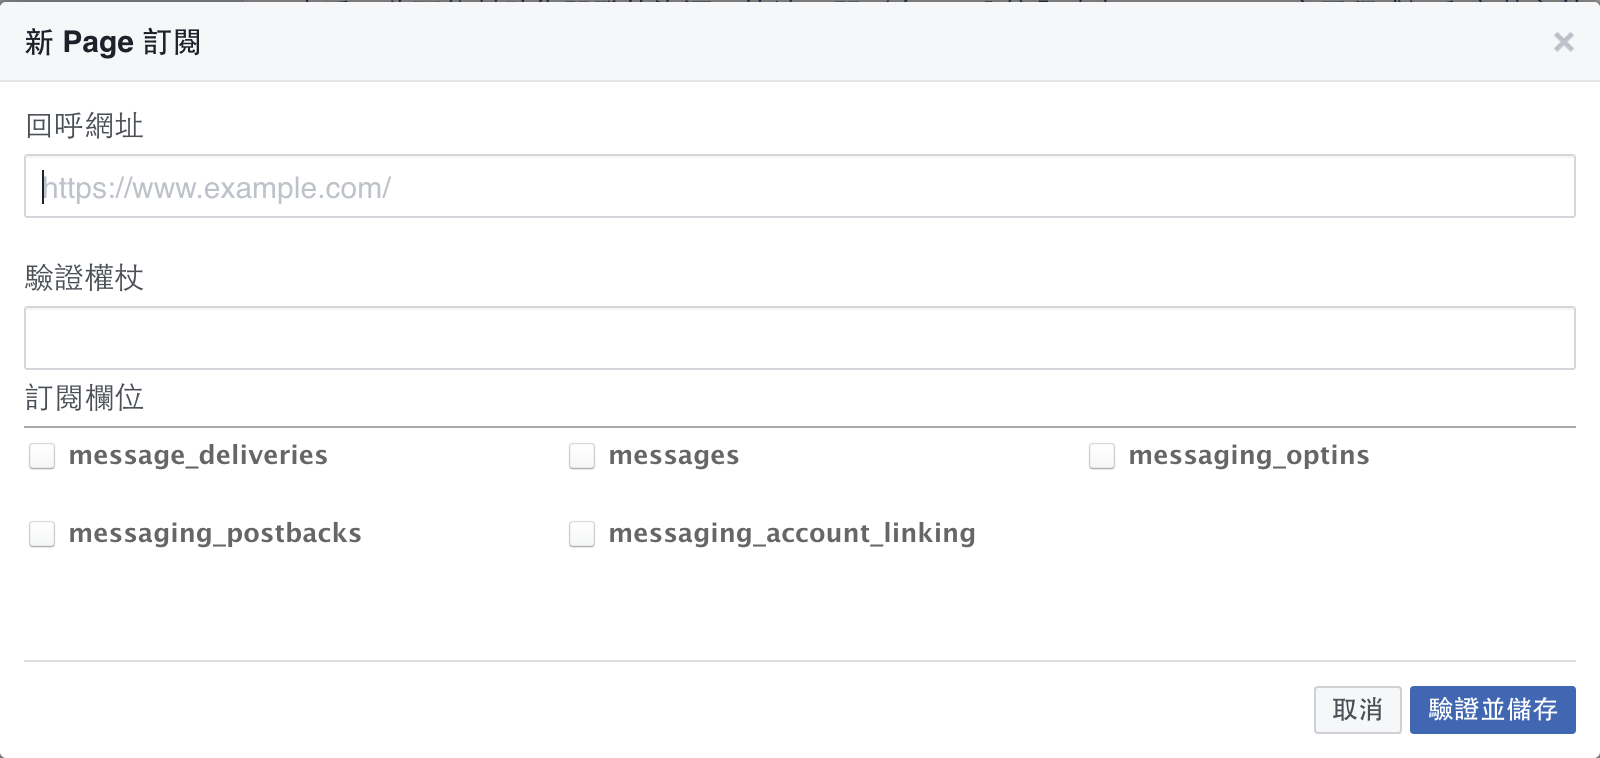 新 Page 訂閱
回呼網址
https://www.example.com/
驗證權杖
訂閱欄位
message_deliveries messages messaging_optins
messaging_postbacks messaging_account_linking
取消 驗證並儲存